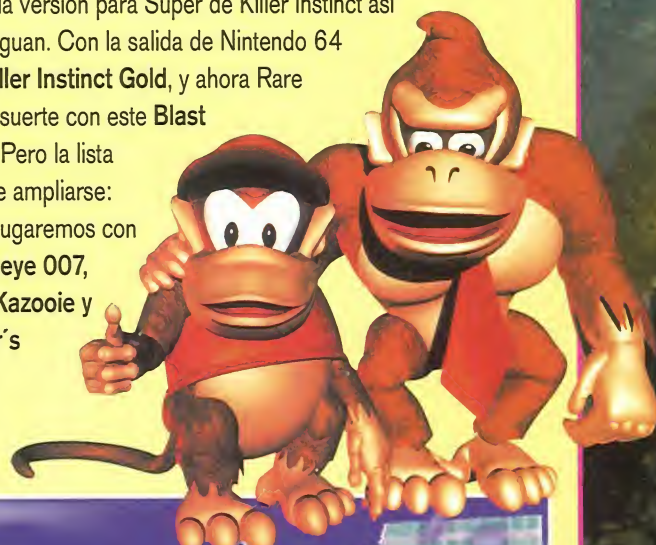 la versión para Super de Killer Instinct así
guan. Con la salida de Nintendo 64
ller Instinct Gold, y ahora Rare
suerte con este Blast
Pero la lista
e ampliarse:
ugaremos con
eye 007,
Kazooie y
r´s